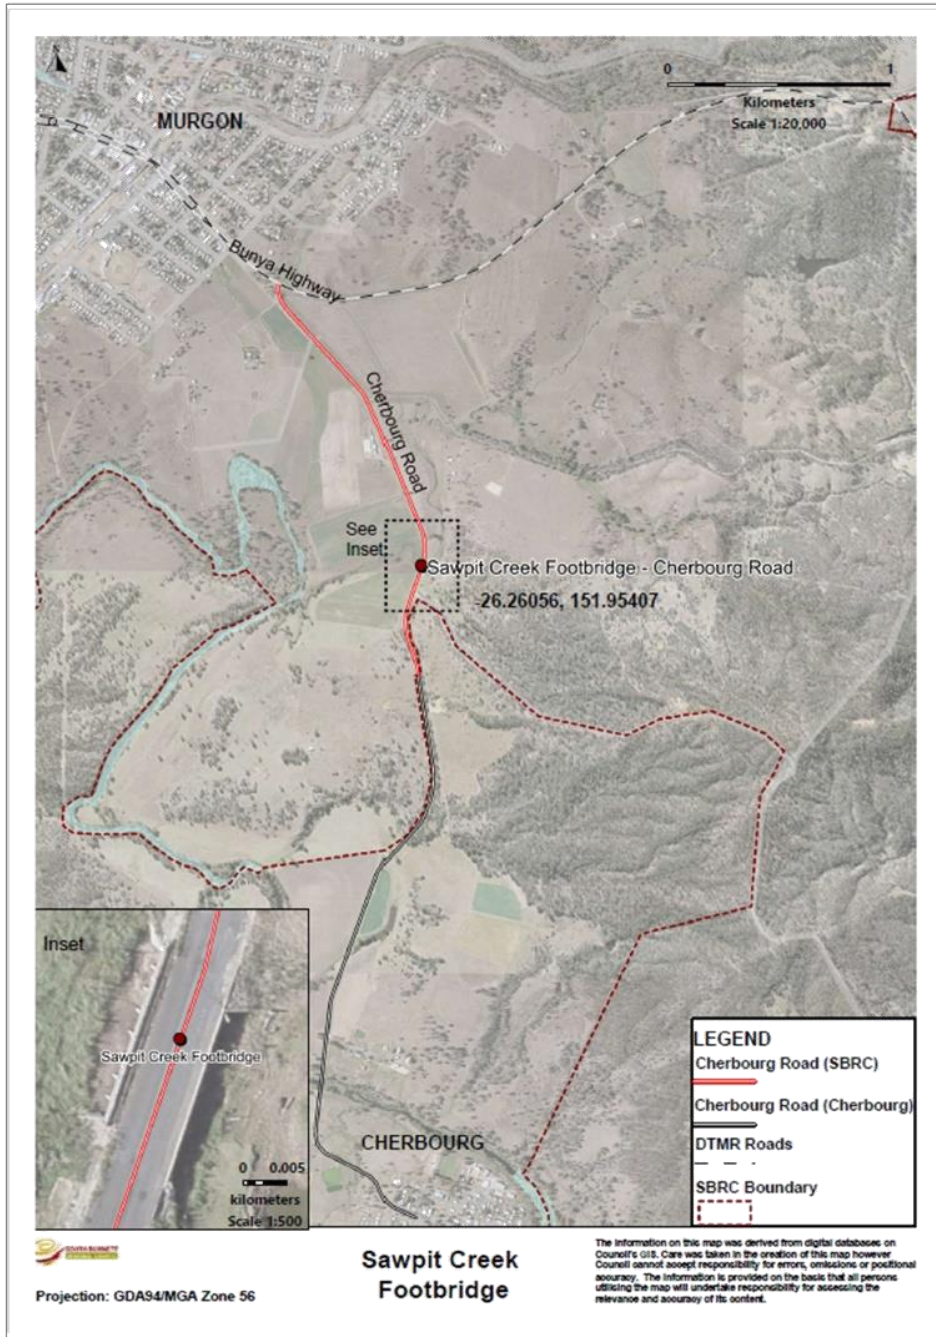 N
0 1
Kilometers
Scale 1:20,000
MURGON
Bunya Highway
Cherbourg Road
See
Inset
Sawpit Creek Footbridge - Cherbourg Road
-26.26056, 151.95407
Inset
Sawpit Creek Footbridge
0 0.005
kilometers
Scale 1:500
CHERBOURG
LEGEND
Cherbourg Road (SBRC)
Cherbourg Road (Cherbourg)
DTMR Roads
SBRC Boundary
SOUTH BURNETT
REGIONAL COUNCIL
Projection: GDA94/MGA Zone 56
Sawpit Creek
Footbridge
The information on this map was derived from digital databases on
Council's GIS. Care was taken in the creation of this map however
Council cannot accept responsibility for errors, omissions or positional
accuracy. The information is provided on the basis that all persons
utilising the map will undertake responsibility for assessing the
relevance and accuracy of its content.